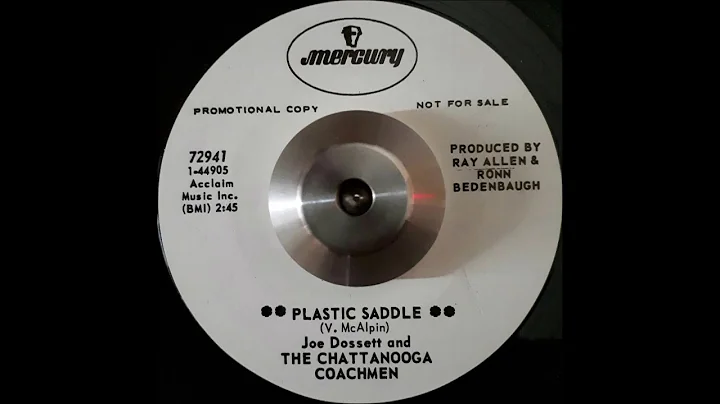 mercury
PROMOTIONAL COPY
NOT FOR SALE
72941
1-44905
Acclaim
Music Inc.
(BMI) 2:45
PRODUCED BY
RAY ALLEN &
RONN
BEDENBAUGH
** PLASTIC SADDLE **
(V. McAlpin)
Joe Dossett and
THE CHATTANOOGA
COACHMEN